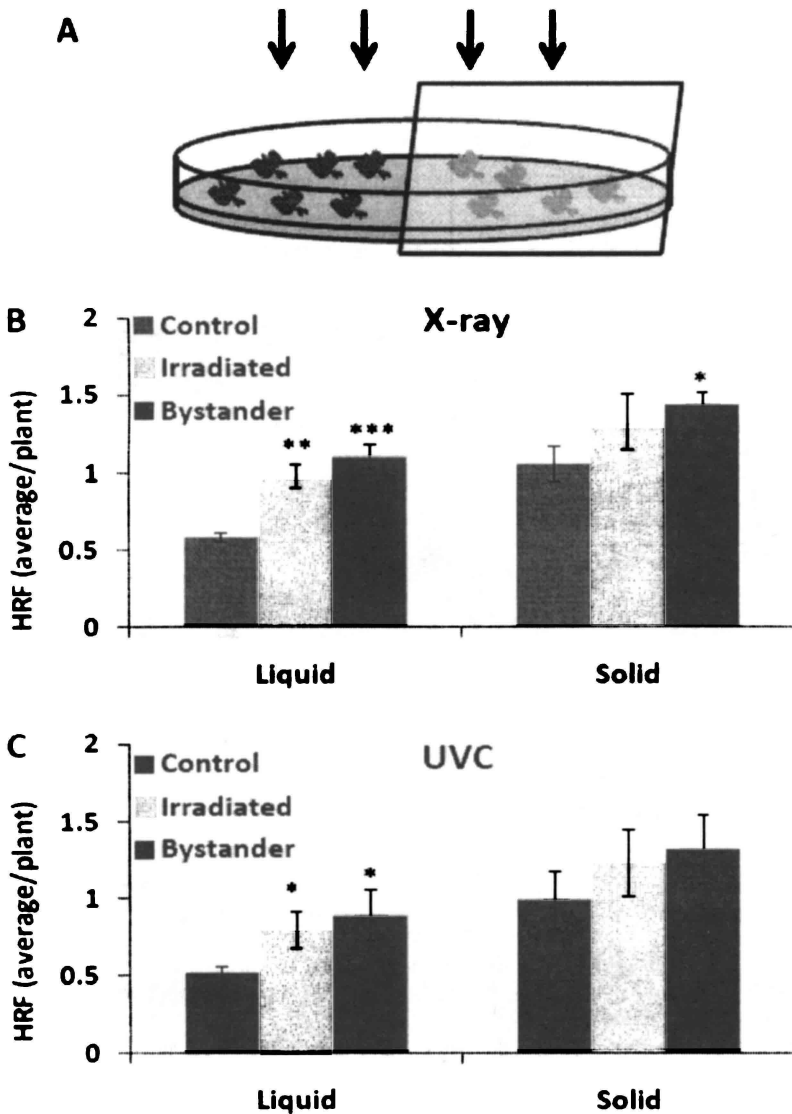 A
B
X-ray
2
1.5
1
0.5
0
HRF (average/plant)
Control
Irradiated
Bystander
**
***
*
Liquid
Solid
C
UVC
2
1.5
1
0.5
0
HRF (average/plant)
Control
Irradiated
Bystander
*
*
Liquid
Solid